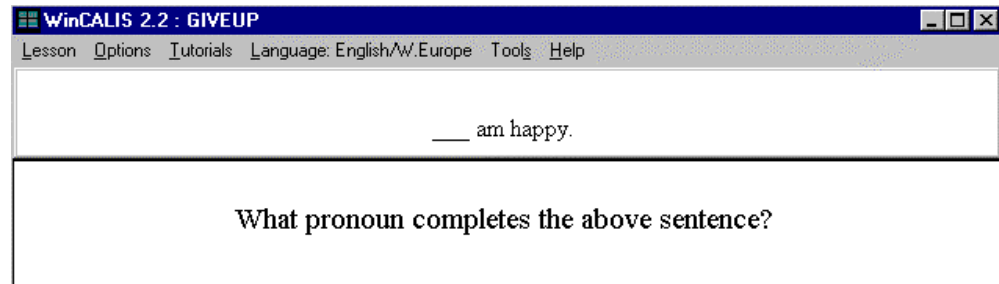 WinCALIS 2.2 : GIVEUP
Lesson Options Tutorials Language: English/W.Europe Tools Help
___ am happy.
What pronoun completes the above sentence?